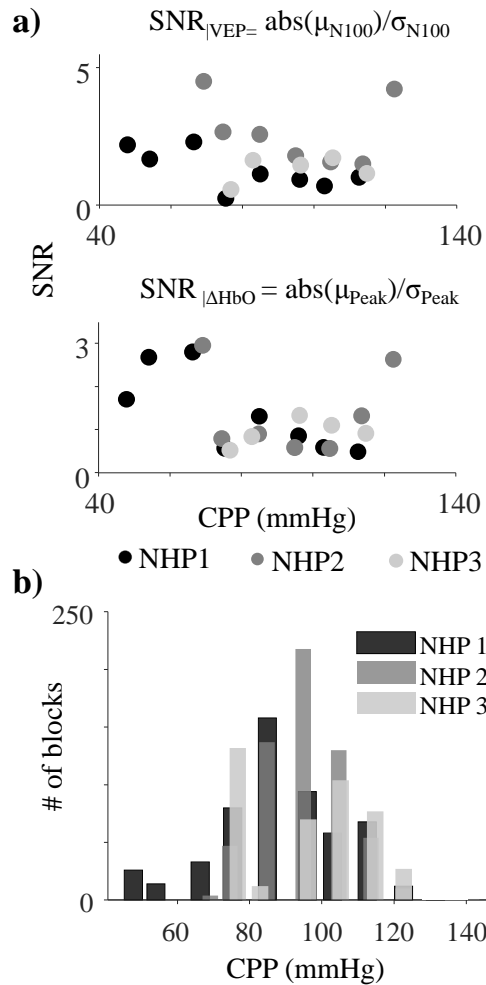 a)
SNR|VEP= abs(μN100)/σN100
5
0
40
140
SNR
SNR |ΔHbO = abs(μPeak)/σPeak
3
0
40
140
CPP (mmHg)
NHP1 NHP2 NHP3
b)
250
NHP 1
NHP 2
NHP 3
# of blocks
0
60 80 100 120 140
CPP (mmHg)